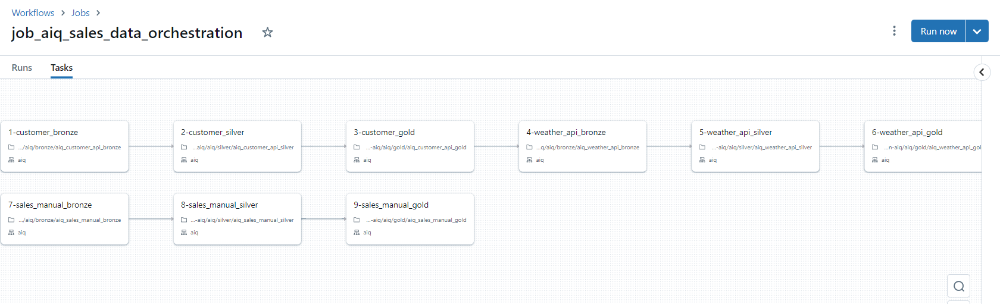 Workflows > Jobs >
job_aiq_sales_data_orchestration
Run now
Runs Tasks
1-customer_bronze
.../aiq/bronze/aiq_customer_api_bronze
aiq
2-customer_silver
...aiq/aiq/silver/aiq_customer_api_silver
aiq
3-customer_gold
...-aiq/aiq/gold/aiq_customer_api_gold
aiq
4-weather_api_bronze
...q/aiq/bronze/aiq_weather_api_bronze
aiq
5-weather_api_silver
...-aiq/aiq/silver/aiq_weather_api_silver
aiq
6-weather_api_gold
...n-aiq/aiq/gold/aiq_weather_api_gol
aiq
7-sales_manual_bronze
.../aiq/bronze/aiq_sales_manual_bronze
aiq
8-sales_manual_silver
...-aiq/aiq/silver/aiq_sales_manual_silver
aiq
9-sales_manual_gold
...-aiq/aiq/gold/aiq_sales_manual_gold
aiq